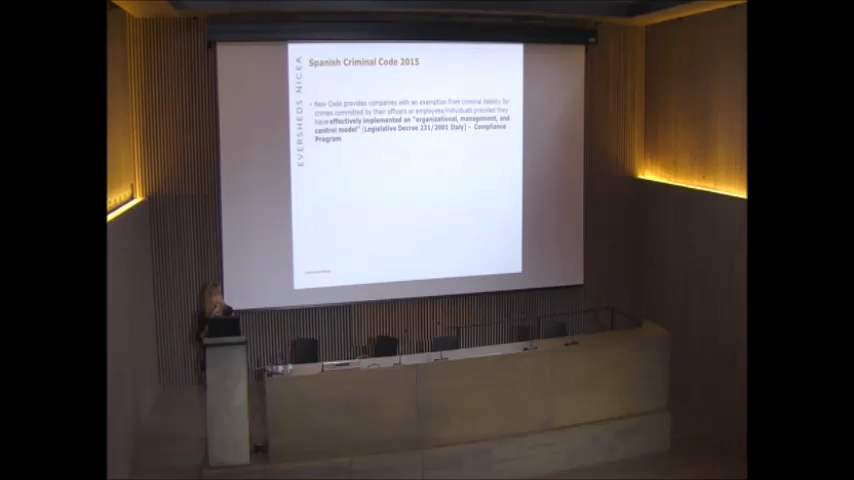 Spanish Criminal Code 2015
EVERSHEDS NICEA
- New Code provides companies with an exemption from criminal liability for
crimes committed by their officers or employees/individuals provided they
have effectively implemented an "organizational, management, and
control model" (Legislative Decree 231/2001 Italy) – Compliance
Program